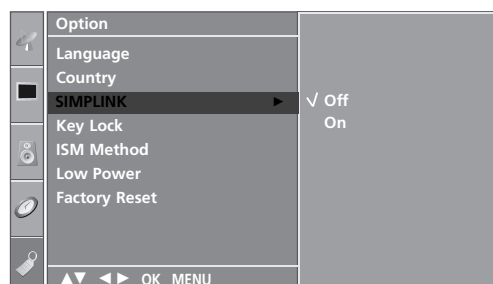 Option
Language
Country
SIMPLINK ►
Key Lock
ISM Method
Low Power
Factory Reset
√ Off
On
▲▼ ◄► OK MENU